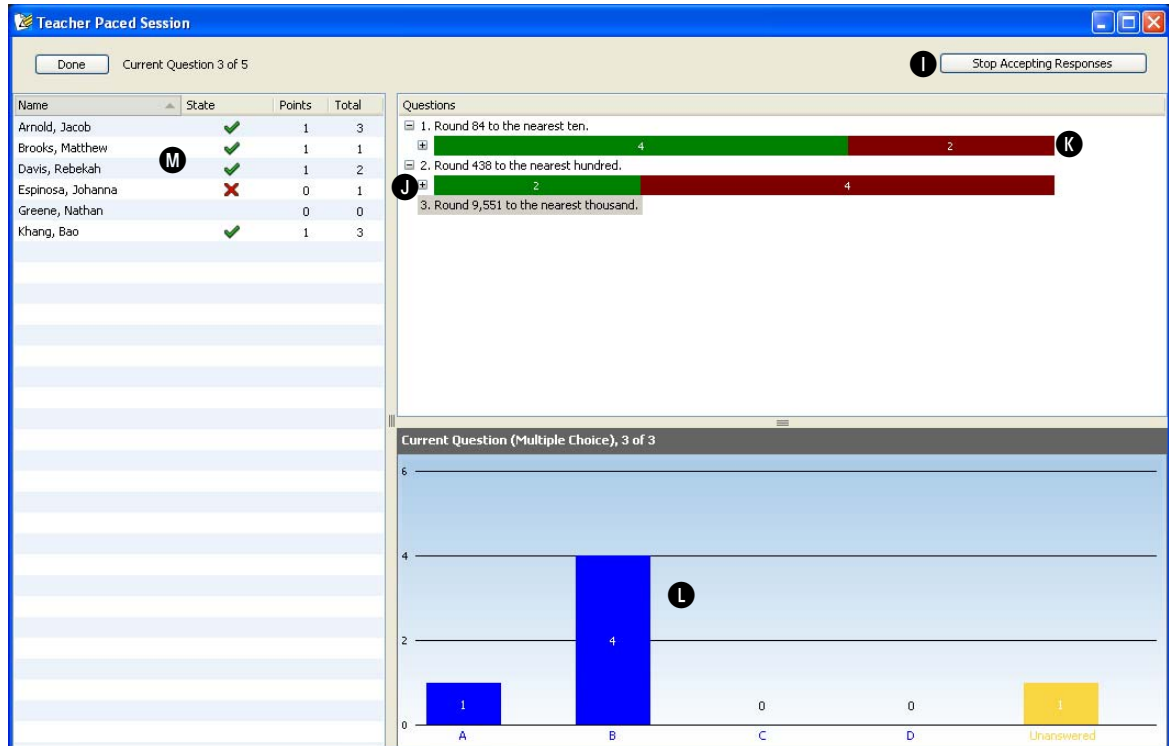 Teacher Paced Session
Done Current Question 3 of 5 I Stop Accepting Responses
Name State Points Total
Arnold, Jacob 1 3
Brooks, Matthew 1 1
Davis, Rebekah 1 2
Espinosa, Johanna 0 1
Greene, Nathan 0 0
Khang, Bao 1 3
M
Questions
1. Round 84 to the nearest ten.
4 2 K
2. Round 438 to the nearest hundred.
J 2 4
3. Round 9,551 to the nearest thousand.
Current Question (Multiple Choice), 3 of 3
6
4
L
2 4
1 0 0 1
0
A B C D Unanswered